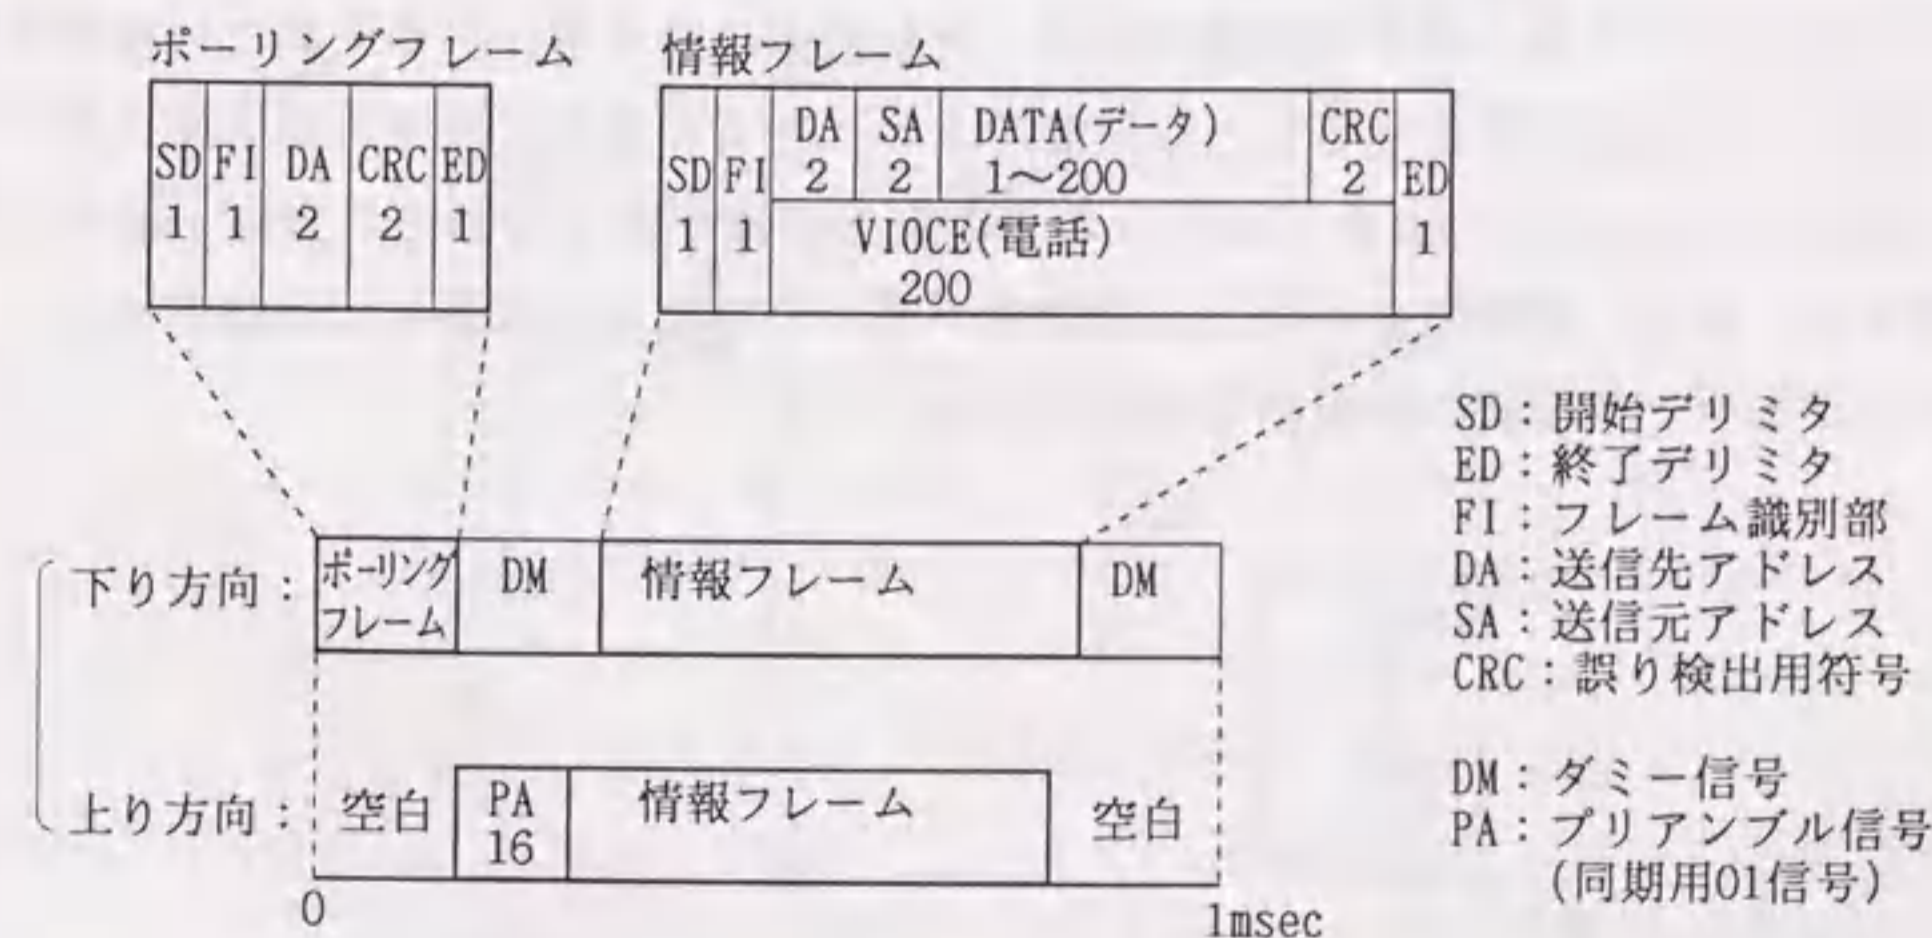 ポーリングフレーム
SD FI DA CRC ED
1 1 2 2 1
情報フレーム
SD FI DA SA DATA(データ) CRC ED
1 1 2 2 1〜200 2 1
VIOCE(電話)
200
SD：開始デリミタ
ED：終了デリミタ
FI：フレーム識別部
DA：送信先アドレス
SA：送信元アドレス
CRC：誤り検出用符号
DM：ダミー信号
PA：プリアンブル信号
(同期用01信号)
下り方向：
ポーリング
フレーム
DM
情報フレーム
DM
上り方向：
空白
PA
16
情報フレーム
空白
0
1msec